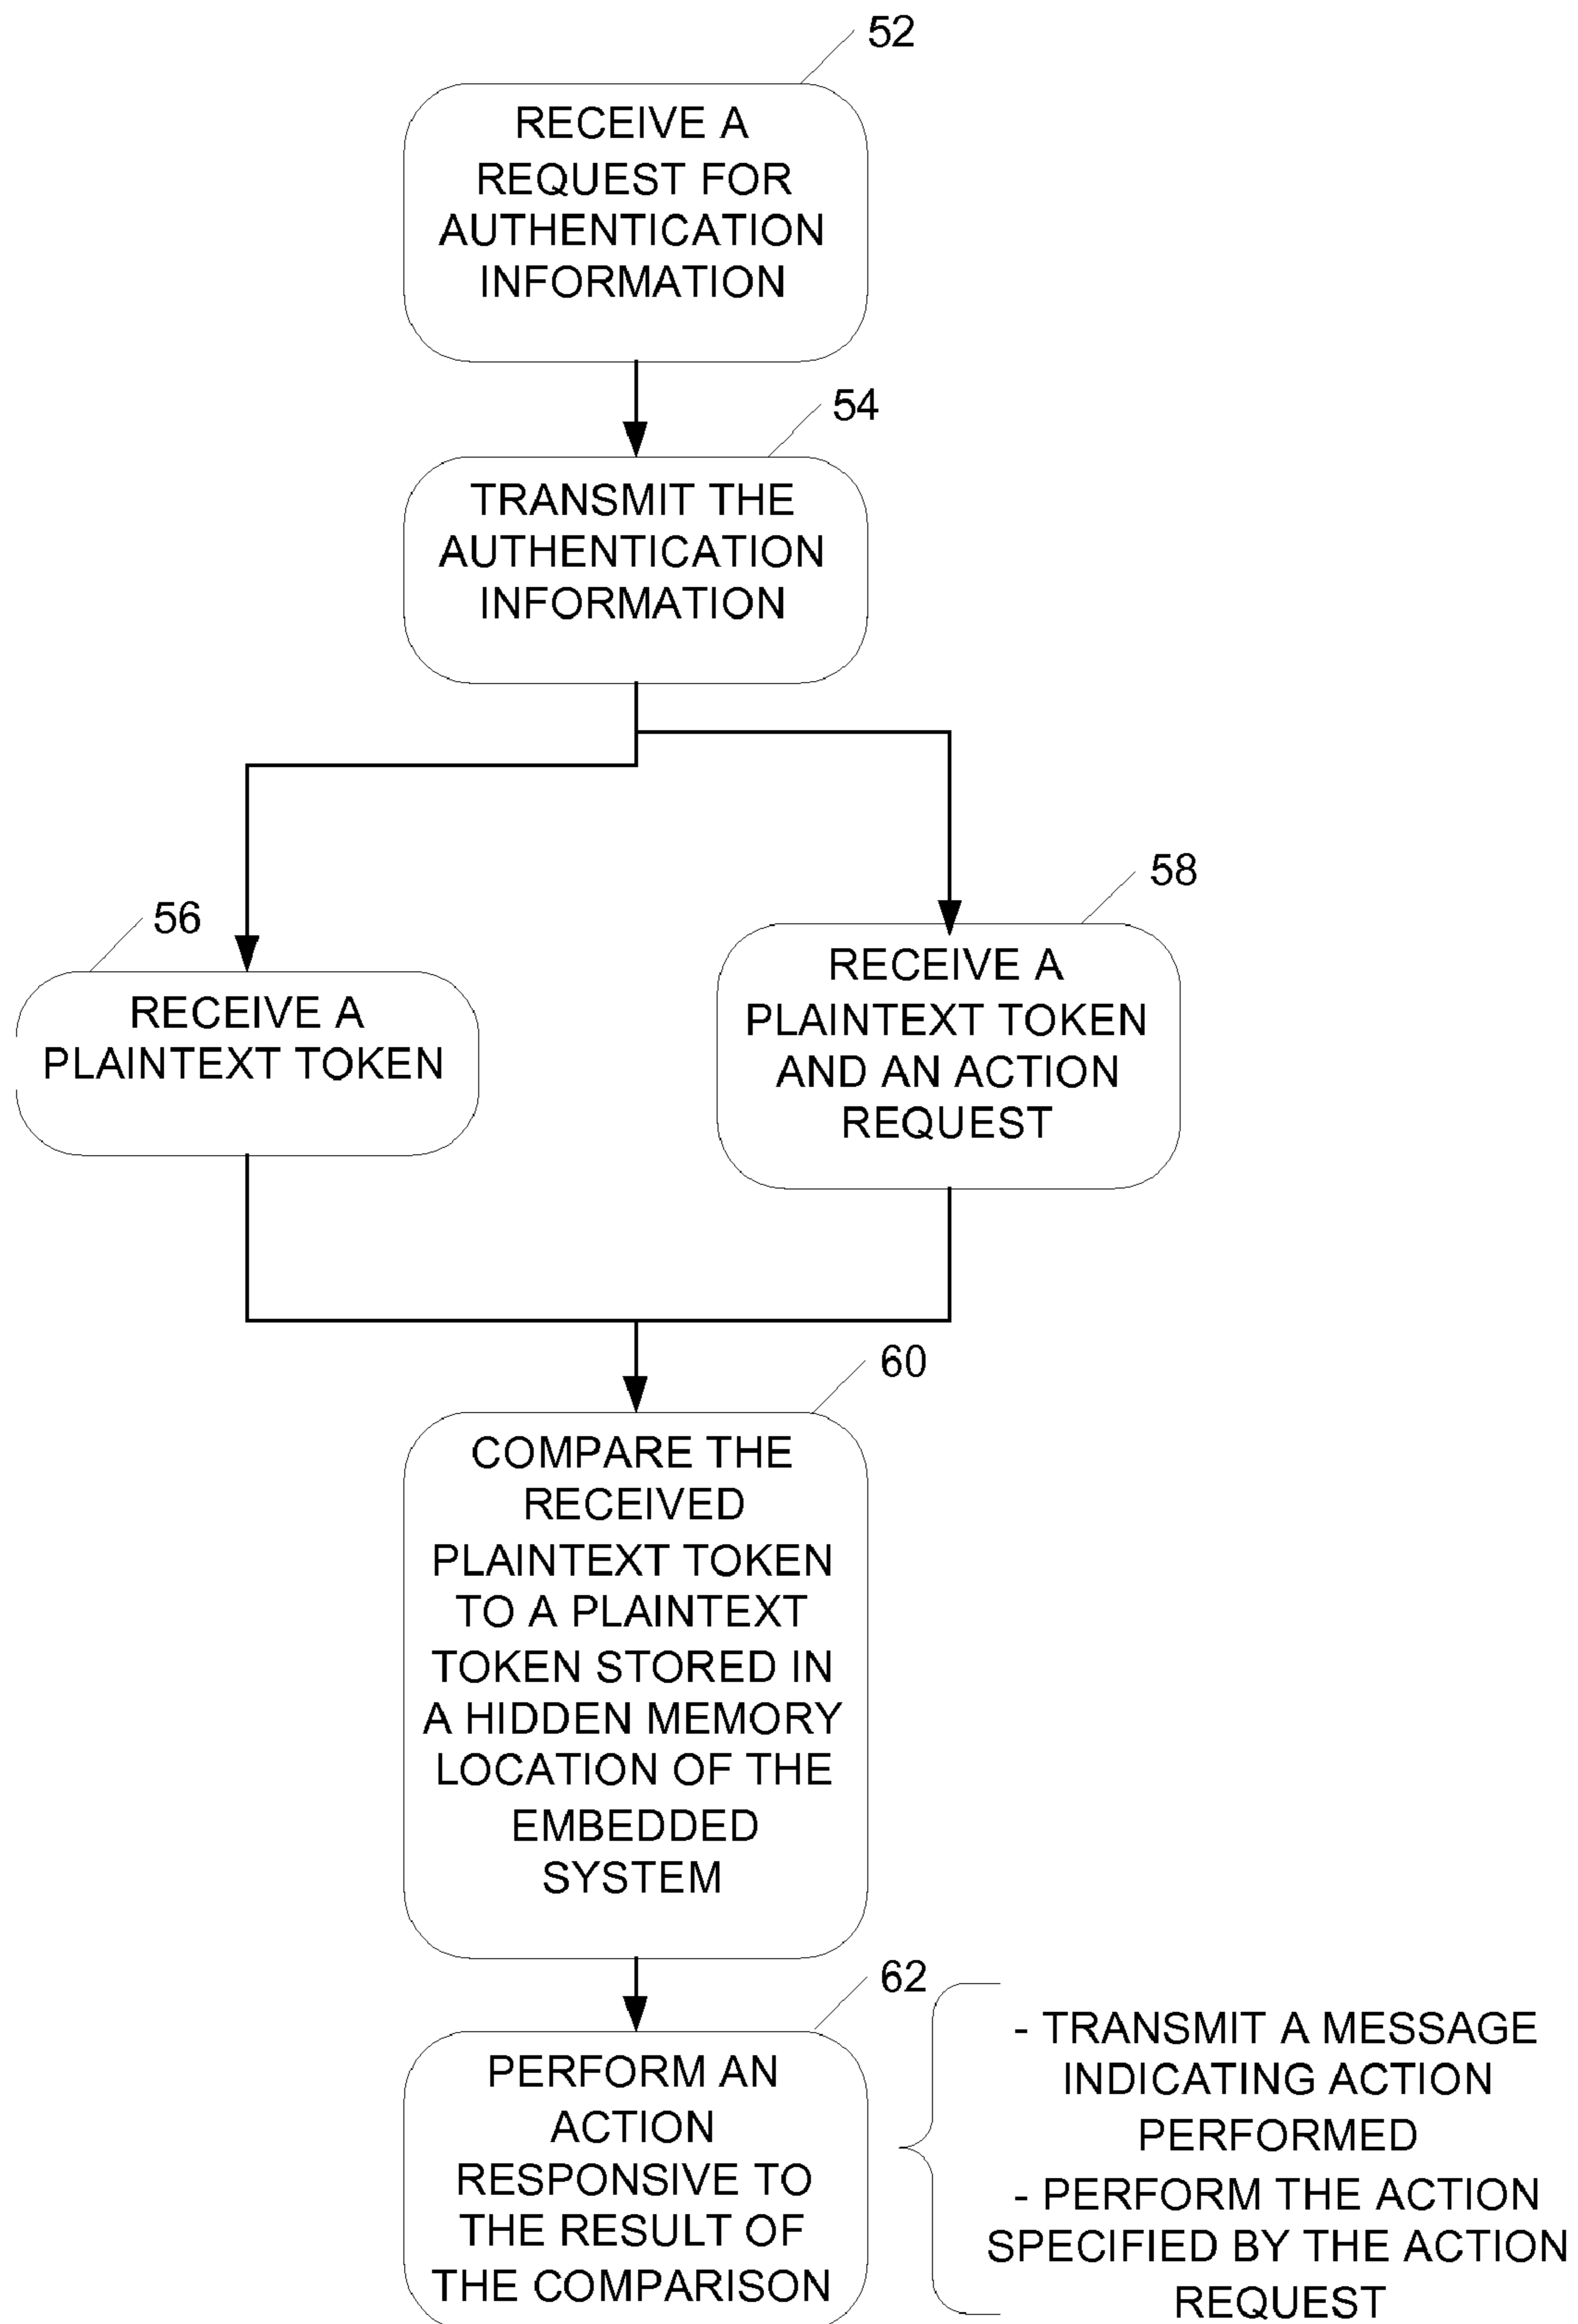 52
RECEIVE A
REQUEST FOR
AUTHENTICATION
INFORMATION
54
TRANSMIT THE
AUTHENTICATION
INFORMATION
56
RECEIVE A
PLAINTEXT TOKEN
58
RECEIVE A
PLAINTEXT TOKEN
AND AN ACTION
REQUEST
60
COMPARE THE
RECEIVED
PLAINTEXT TOKEN
TO A PLAINTEXT
TOKEN STORED IN
A HIDDEN MEMORY
LOCATION OF THE
EMBEDDED
SYSTEM
62
PERFORM AN
ACTION
RESPONSIVE TO
THE RESULT OF
THE COMPARISON
- TRANSMIT A MESSAGE
INDICATING ACTION
PERFORMED
- PERFORM THE ACTION
SPECIFIED BY THE ACTION
REQUEST